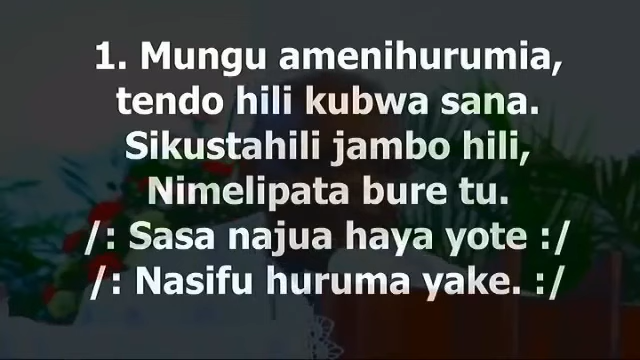 1. Mungu amenihurumia,
tendo hili kubwa sana.
Sikustahili jambo hili,
Nimelipata bure tu.
/: Sasa najua haya yote :/
/: Nasifu huruma yake. :/